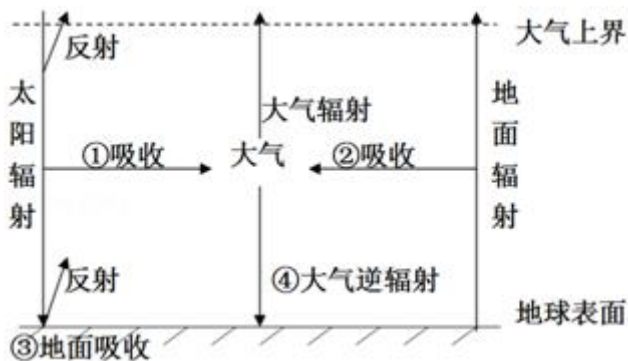 大气上界
反射
太阳辐射
大气辐射
地面辐射
①吸收
大气
②吸收
反射
④大气逆辐射
地球表面
③地面吸收